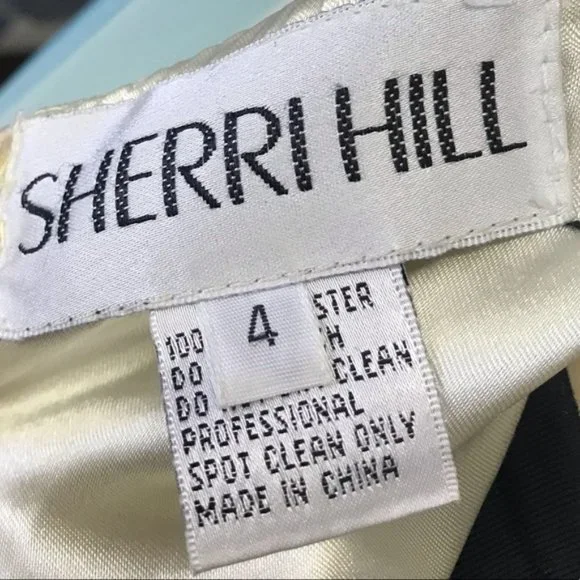 SHERRI HILL
4
100 STER
DO H
DO CLEAN
PROFESSIONAL
SPOT CLEAN ONLY
MADE IN CHINA